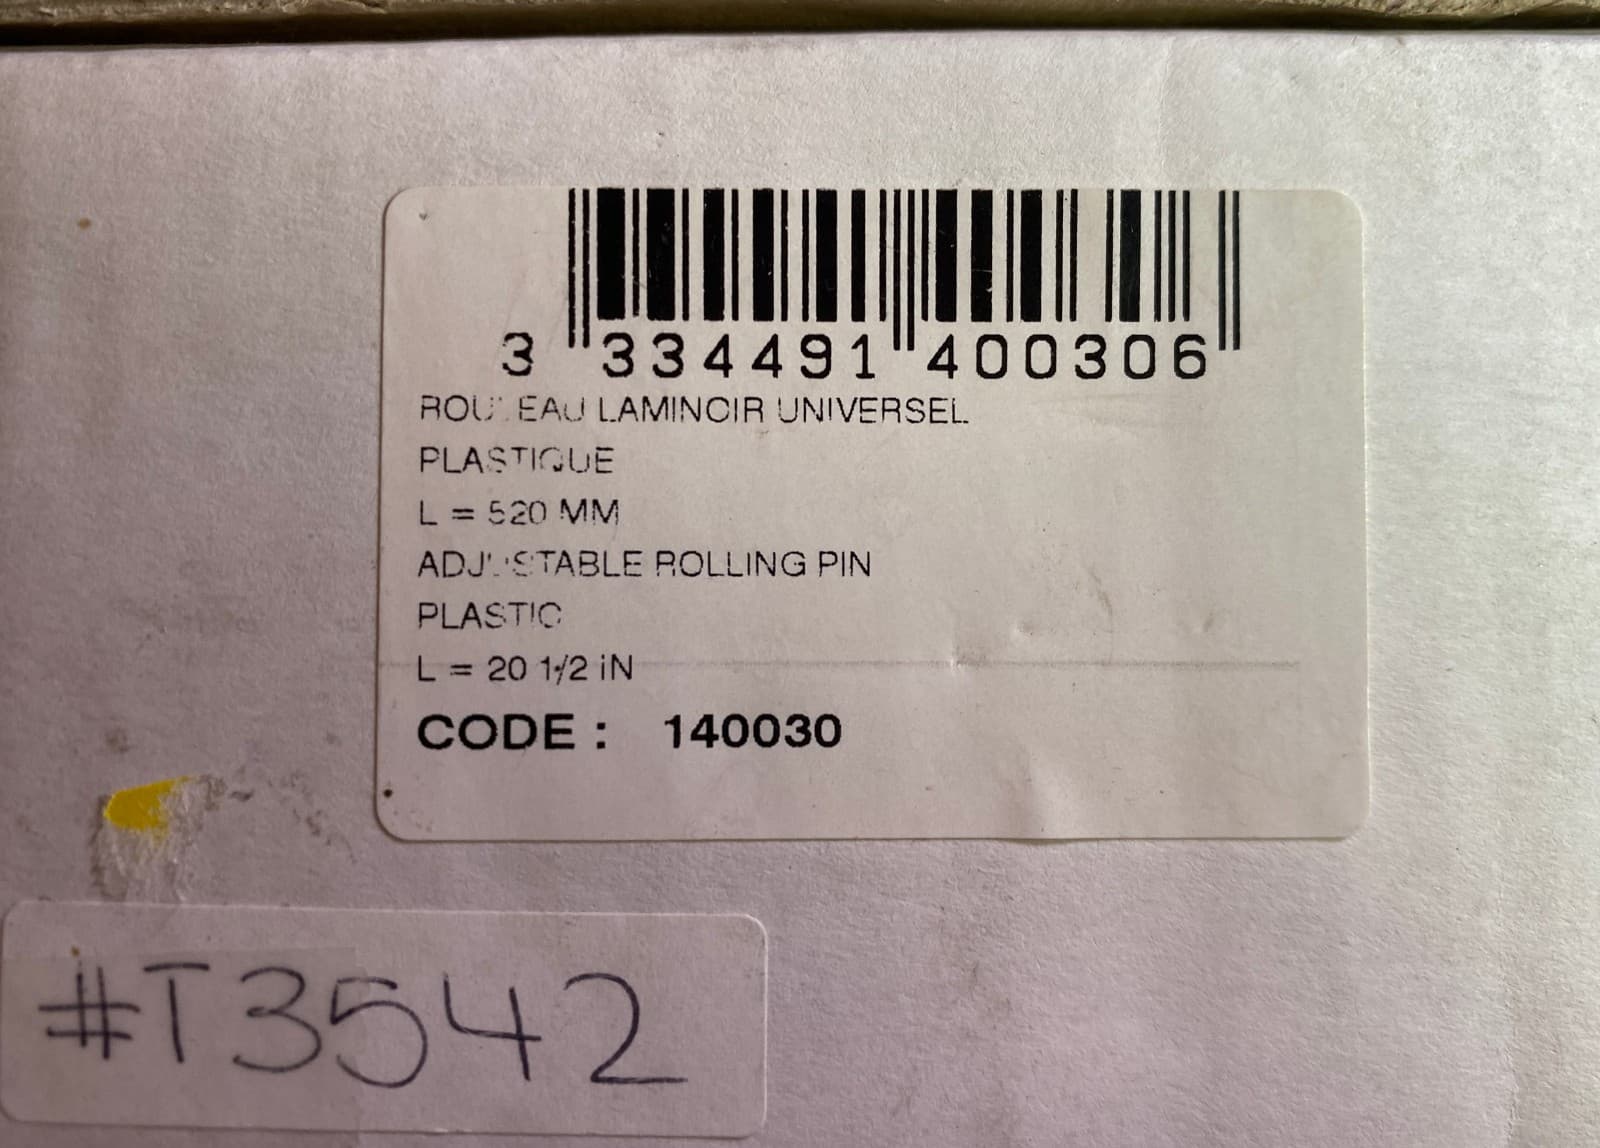 3 334491 400306
ROULEAU LAMINOIR UNIVERSEL
PLASTIQUE
L = 520 MM
ADJUSTABLE ROLLING PIN
PLASTIC
L = 20 1/2 iN
CODE : 140030
#T3542